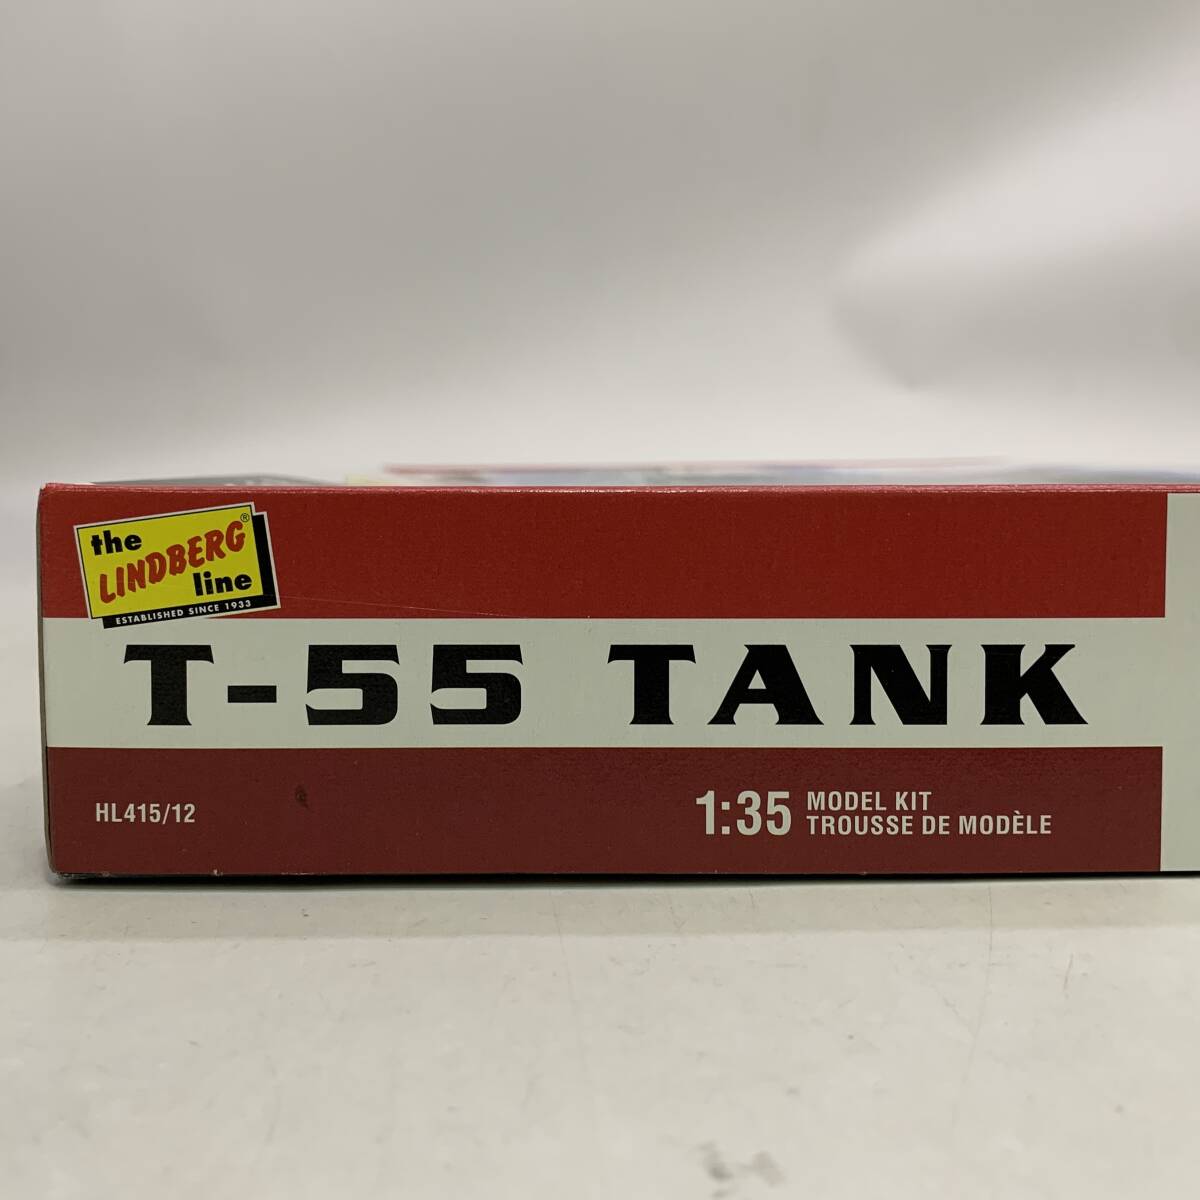 the
LINDBERG®
line
ESTABLISHED SINCE 1933
T-55 TANK
HL415/12
1:35
MODEL KIT
TROUSSE DE MODÈLE